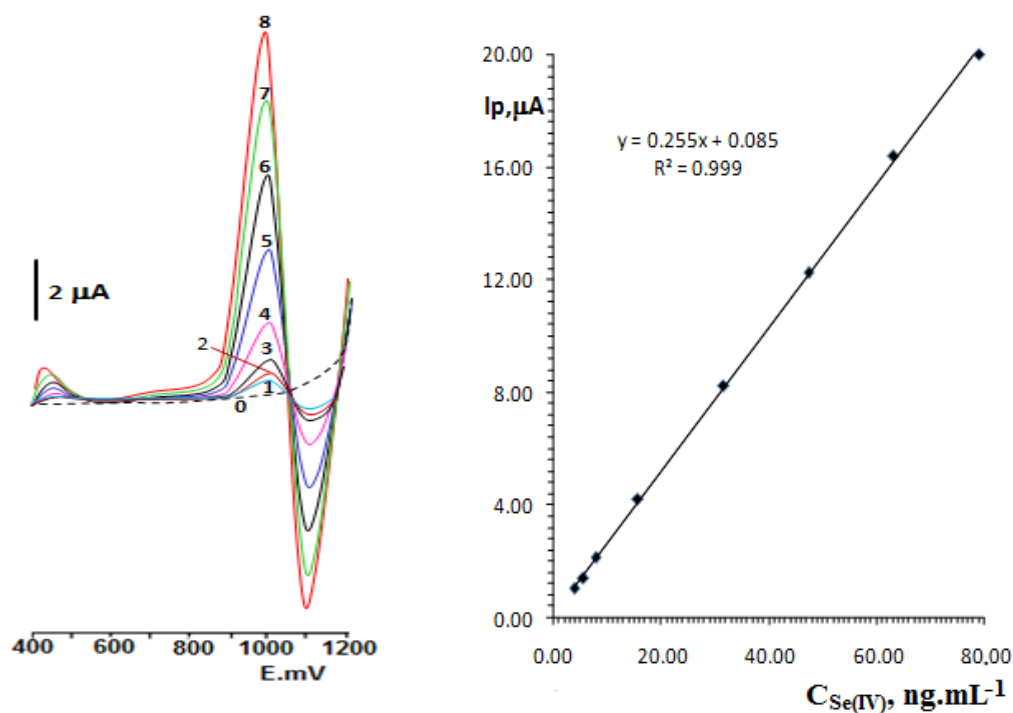 8
7
6
5
4
3
2
1
0
2 µA
400 600 800 1000 1200
E.mV
20.00
Ip,µA
y = 0.255x + 0.085
R² = 0.999
16.00
12.00
8.00
4.00
0.00
0.00 20.00 40.00 60.00 80,00
CSe(IV), ng.mL-1